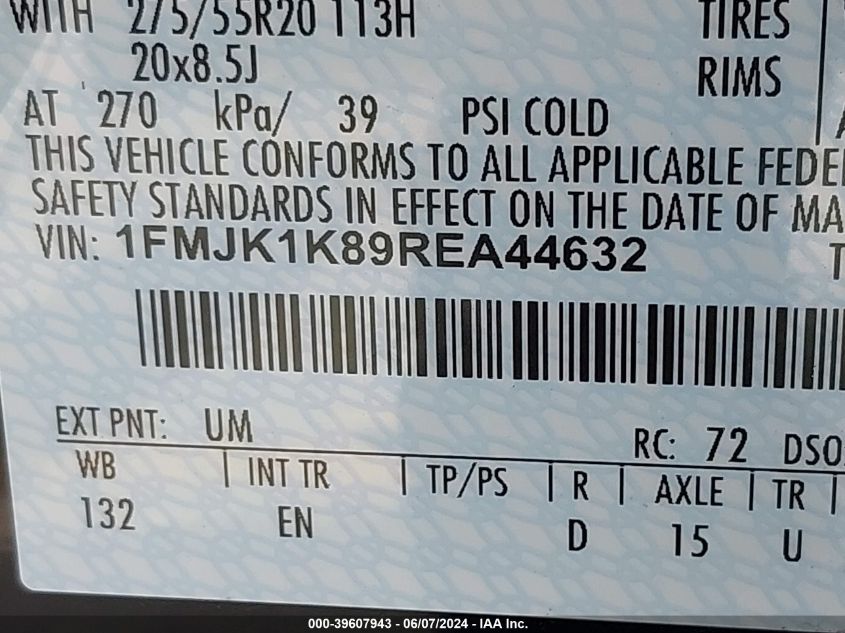 WITH 275/55R20 113H TIRES
20x8.5J RIMS
AT 270 kPa/ 39 PSI COLD
THIS VEHICLE CONFORMS TO ALL APPLICABLE FEDE
SAFETY STANDARDS IN EFFECT ON THE DATE OF MA
VIN: 1FMJK1K89REA44632 T
EXT PNT: UM RC: 72 DSO
WB | INT TR | TP/PS | R | AXLE | TR |
132 EN D 15 U
000-39607943 - 06/07/2024 - IAA Inc.